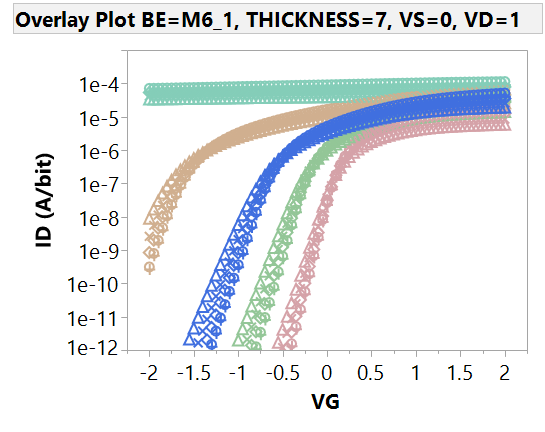 Overlay Plot BE=M6_1, THICKNESS=7, VS=0, VD=1
1e-4
1e-5
1e-6
1e-7
1e-8
1e-9
1e-10
1e-11
1e-12
ID (A/bit)
-2 -1.5 -1 -0.5 0 0.5 1 1.5 2
VG